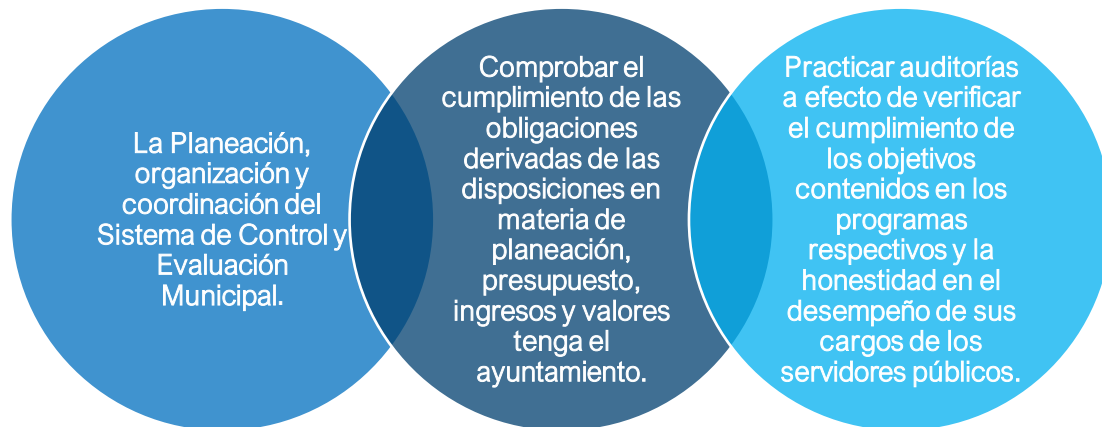 La Planeación,
organización y
coordinación del
Sistema de Control y
Evaluación
Municipal.
Comprobar el
cumplimiento de las
obligaciones
derivadas de las
disposiciones en
materia de
planeación,
presupuesto,
ingresos y valores
tenga el
ayuntamiento.
Practicar auditorías
a efecto de verificar
el cumplimiento de
los objetivos
contenidos en los
programas
respectivos y la
honestidad en el
desempeño de sus
cargos de los
servidores públicos.